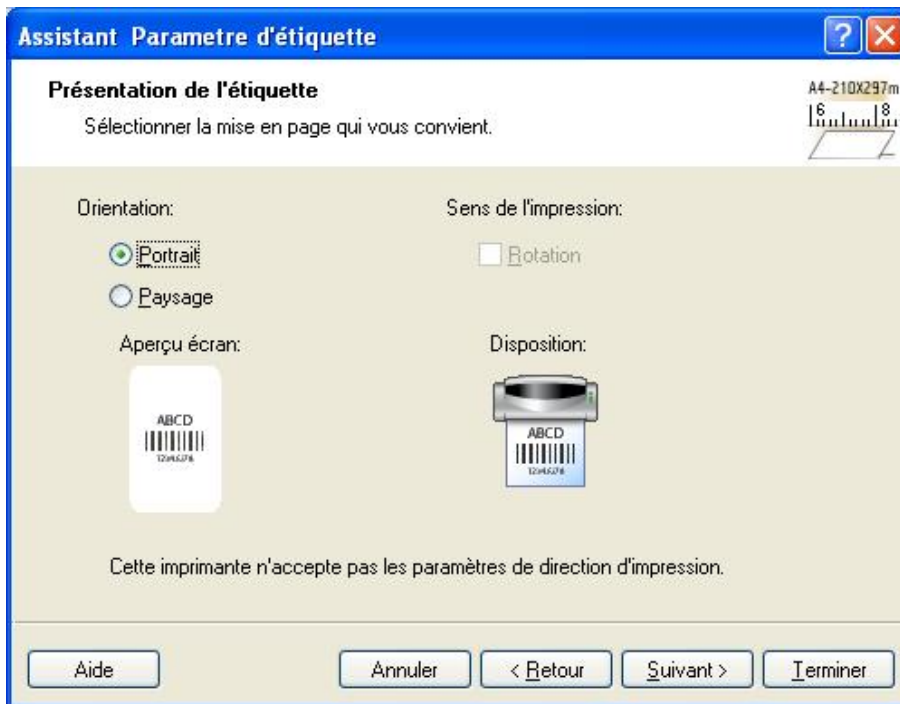 Assistant Parametre d'étiquette
Présentation de l'étiquette
Sélectionner la mise en page qui vous convient.
A4-210X297m
6 8
Orientation:
Sens de l'impression:
Portrait
Rotation
Paysage
Aperçu écran:
Disposition:
ABCD
ABCD
Cette imprimante n'accepte pas les paramètres de direction d'impression.
Aide
Annuler
< Retour
Suivant >
Terminer